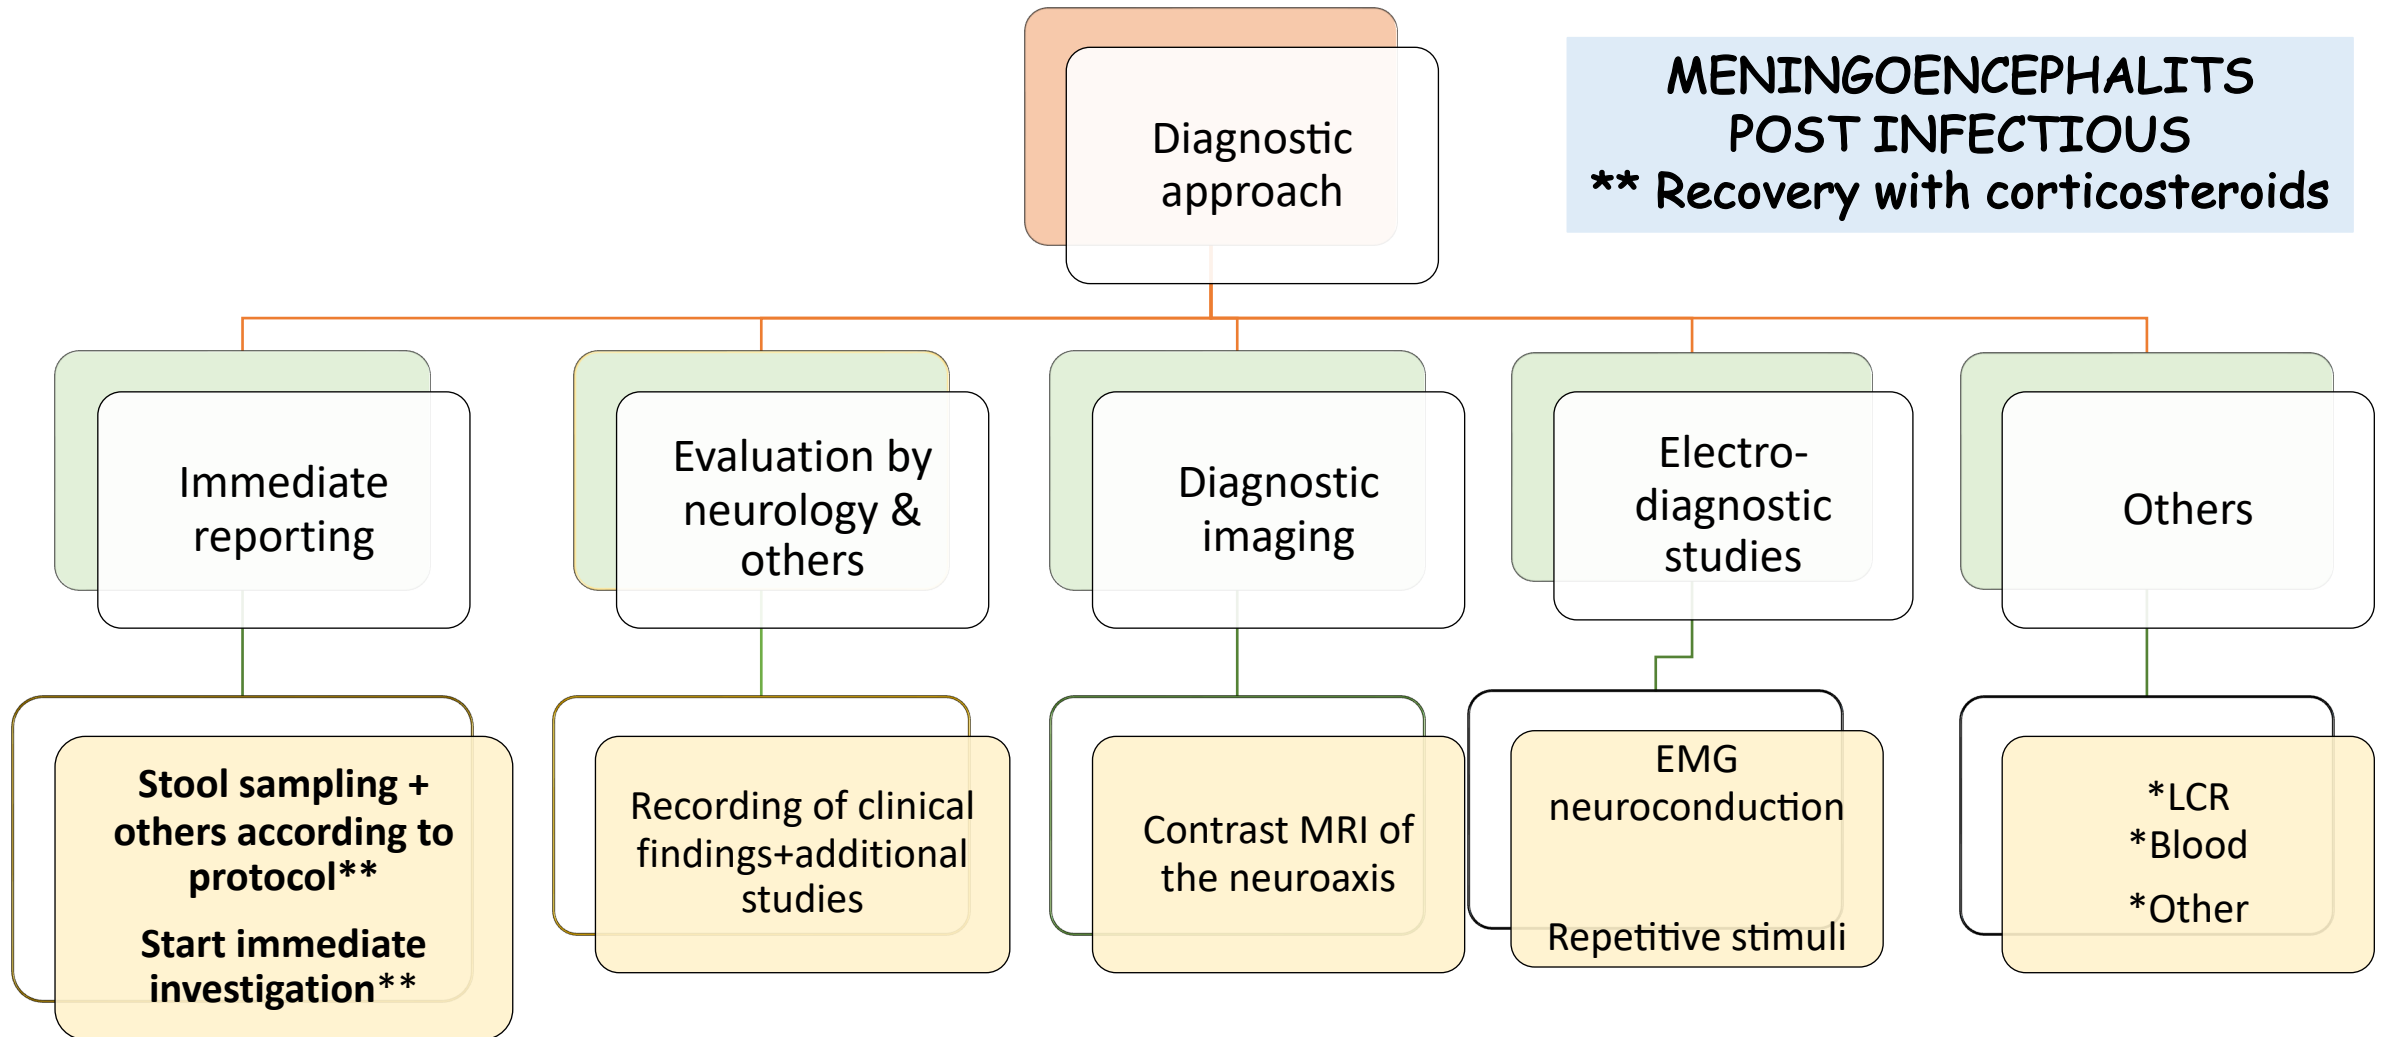 Diagnostic
approach
MENINGOENCEPHALITS
POST INFECTIOUS
** Recovery with corticosteroids
Immediate
reporting
Evaluation by
neurology &
others
Diagnostic
imaging
Electro-
diagnostic
studies
Others
Stool sampling +
others according to
protocol**
Start immediate
investigation**
Recording of clinical
findings+additional
studies
Contrast MRI of
the neuroaxis
EMG
neuroconduction
Repetitive stimuli
*LCR
*Blood
*Other